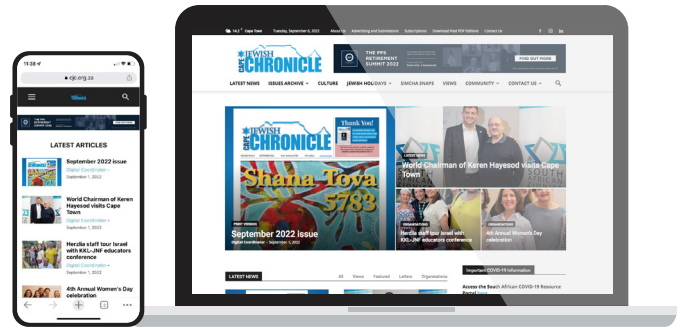 11:38
cjc.org.za
LATEST ARTICLES
September 2022 issue
Digital Coordinator -
September 1, 2022
World Chairman of Keren
Hayesod visits Cape
Town
Digital Coordinator -
September 1, 2022
Herzlia staff tour Israel
with KKL-JNF educators
conference
Digital Coordinator -
September 1, 2022
4th Annual Women's Day
celebration
14.2 Cape Town Tuesday, September 6, 2022 About Us Advertising and Submissions Subscriptions Download Past PDF Editions Contact Us
CAPE JEWISH
CHRONICLE
THE PPS
RETIREMENT
SUMMIT 2022
FIND OUT MORE
LATEST NEWS ISSUES ARCHIVE CULTURE JEWISH HOLIDAYS SIMCHA SNAPS VIEWS COMMUNITY CONTACT US
CAPE JEWISH
CHRONICLE
Thank You!
Shana Tova
5783
PRINT VERSION
September 2022 issue
Digital Coordinator - September 1, 2022
SOUTH
AFRICAN
LATEST NEWS
World Chairman of Keren Hayesod visits Cape
Town
ORGANISATIONS
Herzlia staff tour Israel with
KKL-JNF educators conference
ORGANISATIONS
4th Annual Women's Day
celebration
LATEST NEWS
All Views Featured Letters Organisations
Important COVID-19 Information
Access the South African COVID-19 Resource
Portal here